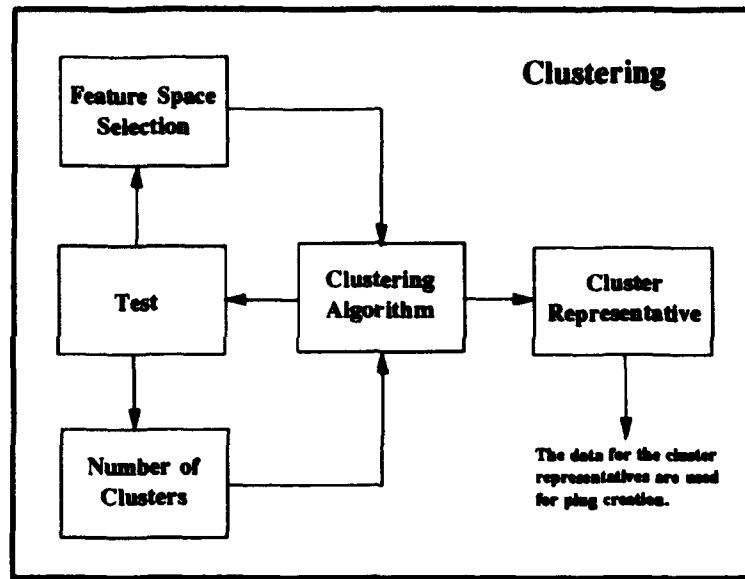 Clustering
Feature Space
Selection
Test
Clustering
Algorithm
Cluster
Representative
Number of
Clusters
The data for the cluster
representatives are used
for plug creation.